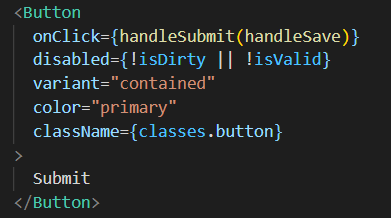 <Button
  onClick={handleSubmit(handleSave)}
  disabled={!isDirty || !isValid}
  variant="contained"
  color="primary"
  className={classes.button}
>
  Submit
</Button>